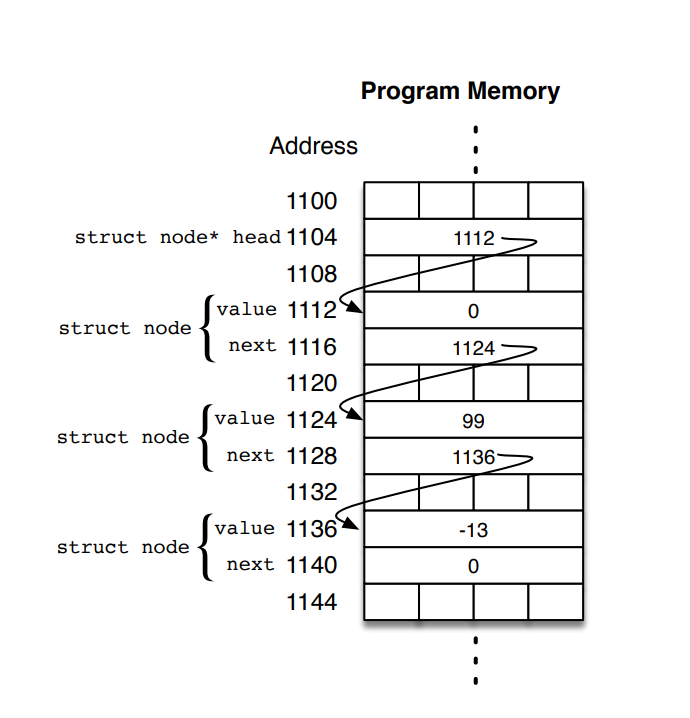 Program Memory
Address
1100
struct node* head 1104 1112
1108
value 1112 0
struct node
next 1116 1124
1120
value 1124 99
struct node
next 1128 1136
1132
value 1136 -13
struct node
next 1140 0
1144